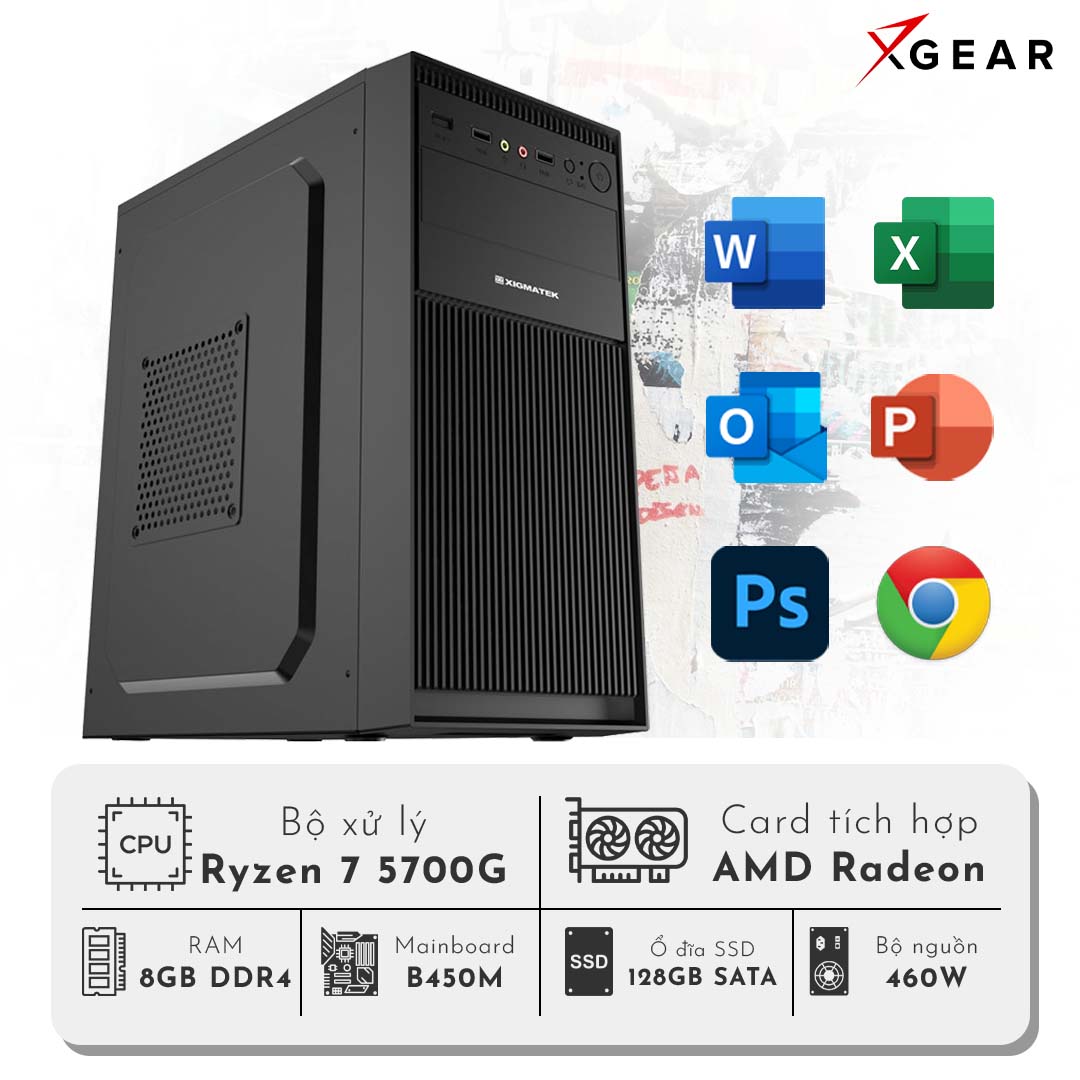 XGEAR
XIGMATEK
W
X
O
P
PEÑA
Ps
CPU
Bộ xử lý
Ryzen 7 5700G
Card tích hợp
AMD Radeon
RAM
8GB DDR4
Mainboard
B450M
SSD
Ổ đĩa SSD
128GB SATA
Bộ nguồn
460W